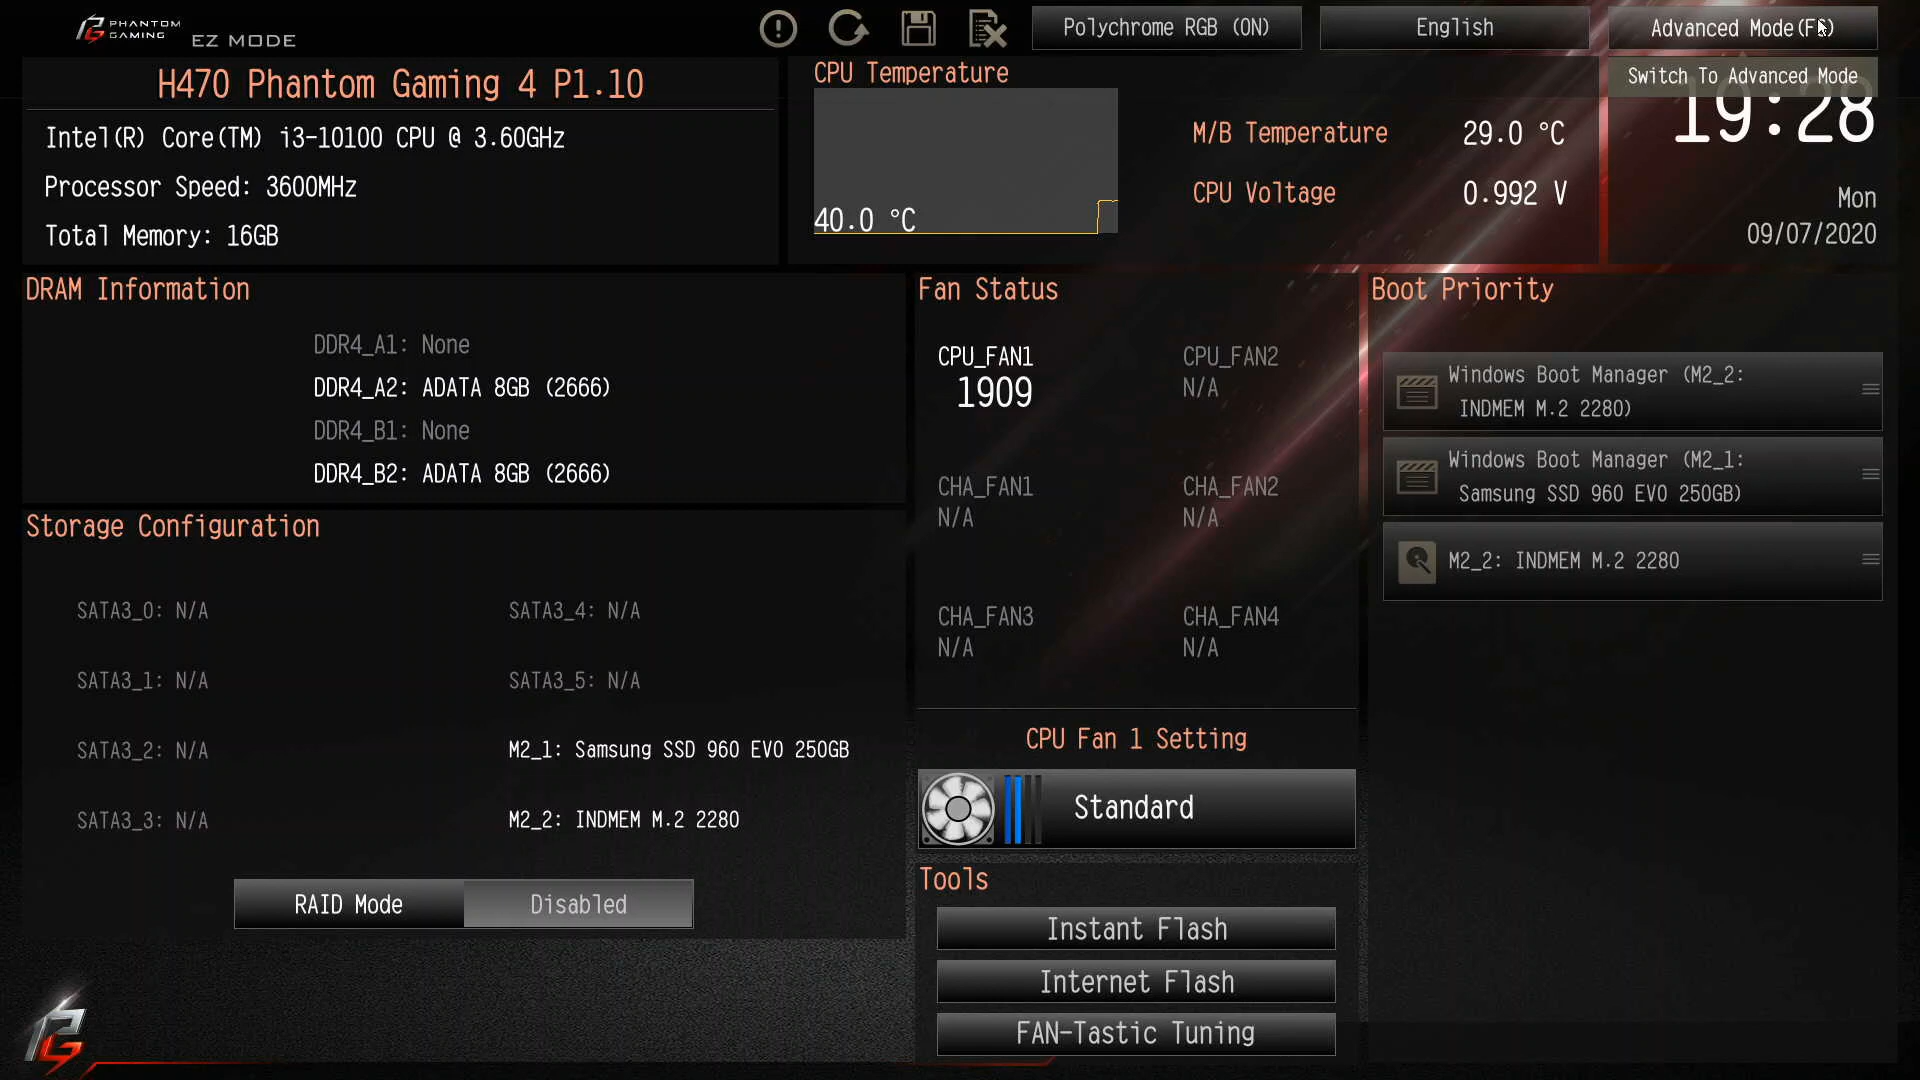 PHANTOM
GAMING
EZ MODE
Polychrome RGB (ON)
English
Advanced Mode(F6)
Switch To Advanced Mode
H470 Phantom Gaming 4 P1.10
Intel(R) Core(TM) i3-10100 CPU @ 3.60GHz
Processor Speed: 3600MHz
Total Memory: 16GB
CPU Temperature
40.0 °C
M/B Temperature 29.0 °C
CPU Voltage 0.992 V
19:28
Mon
09/07/2020
DRAM Information
DDR4_A1: None
DDR4_A2: ADATA 8GB (2666)
DDR4_B1: None
DDR4_B2: ADATA 8GB (2666)
Storage Configuration
SATA3_0: N/A
SATA3_4: N/A
SATA3_1: N/A
SATA3_5: N/A
SATA3_2: N/A
M2_1: Samsung SSD 960 EVO 250GB
SATA3_3: N/A
M2_2: INDMEM M.2 2280
RAID Mode
Disabled
Fan Status
CPU_FAN1
1909
CPU_FAN2
N/A
CHA_FAN1
N/A
CHA_FAN2
N/A
CHA_FAN3
N/A
CHA_FAN4
N/A
CPU Fan 1 Setting
Standard
Tools
Instant Flash
Internet Flash
FAN-Tastic Tuning
Boot Priority
Windows Boot Manager (M2_2:
INDMEM M.2 2280)
Windows Boot Manager (M2_1:
Samsung SSD 960 EVO 250GB)
M2_2: INDMEM M.2 2280